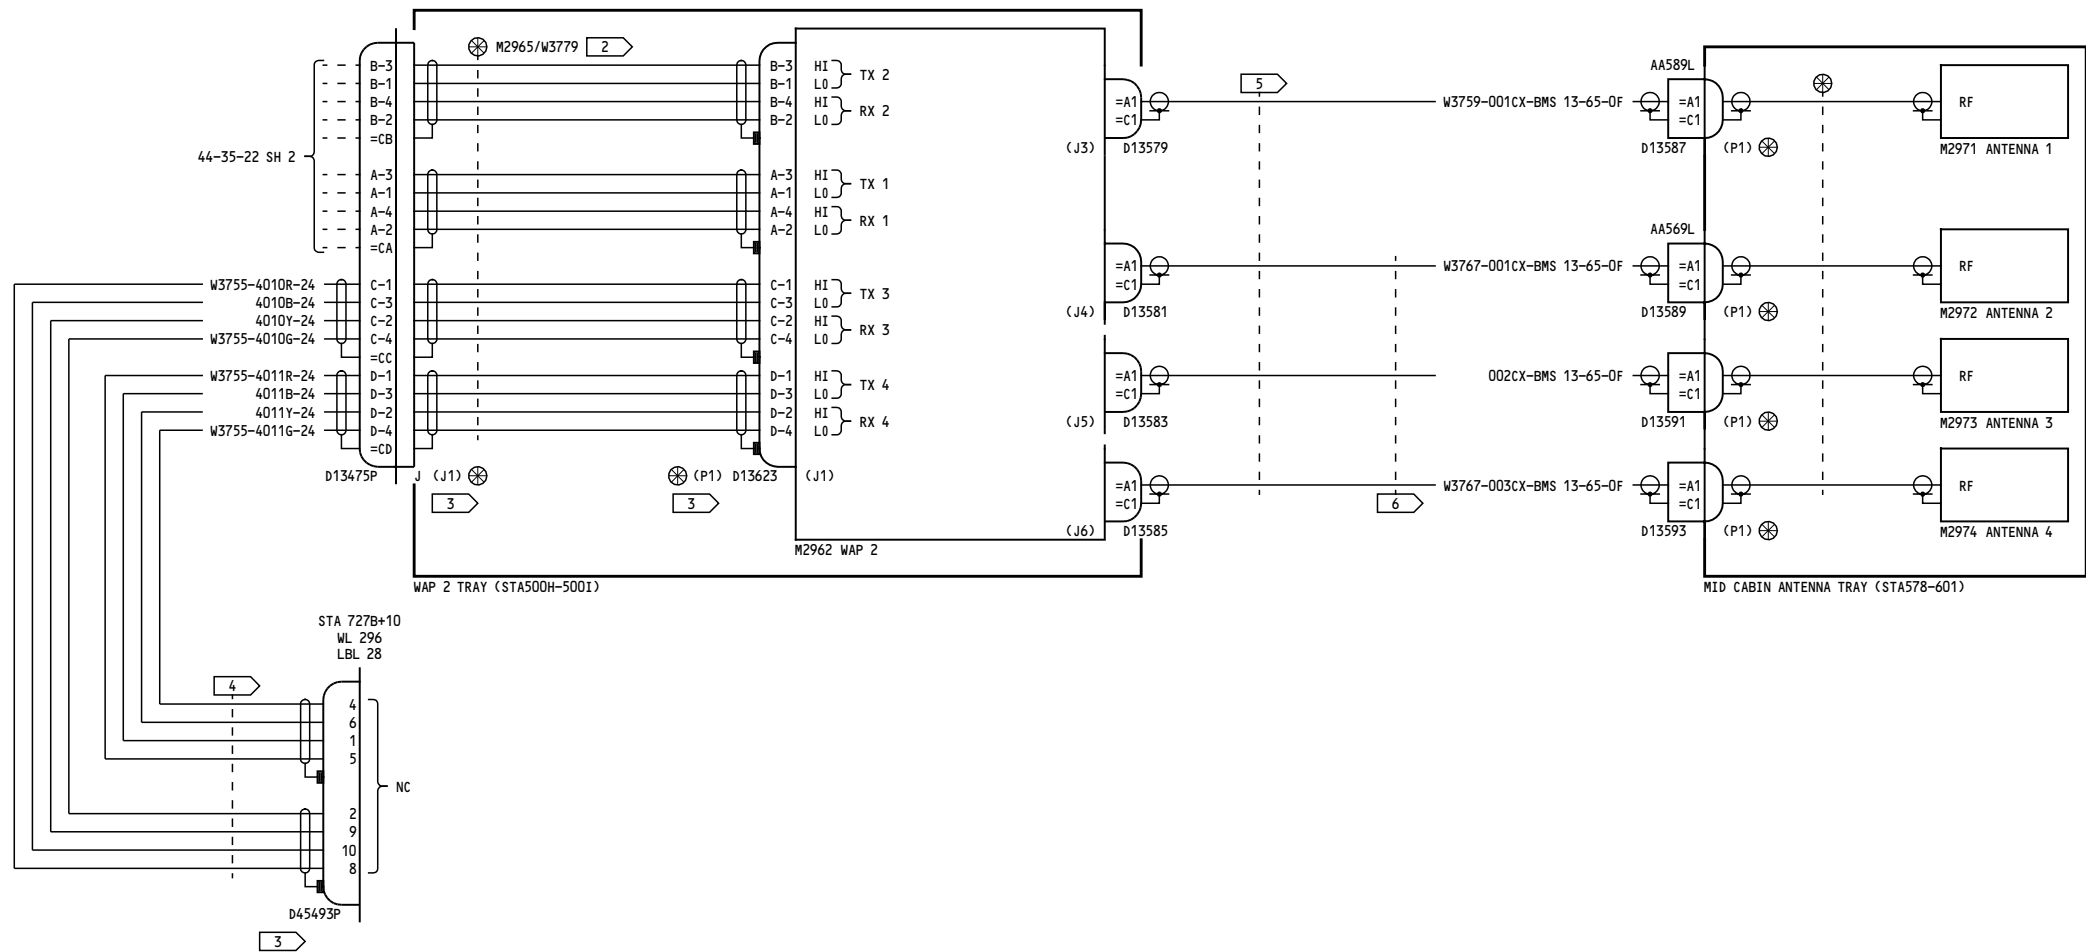 M2965/W3779 2
44-35-22 SH 2
B-3
B-1
B-4
B-2
=CB
A-3
A-1
A-4
A-2
=CA
W3755-4010R-24 C-1
4010B-24 C-3
4010Y-24 C-2
W3755-4010G-24 C-4
=CC
W3755-4011R-24 D-1
4011B-24 D-3
4011Y-24 D-2
W3755-4011G-24 D-4
=CD
D13475P J (J1)
3
B-3 HI
B-1 LO
TX 2
B-4 HI
B-2 LO
RX 2
A-3 HI
A-1 LO
TX 1
A-4 HI
A-2 LO
RX 1
C-1 HI
C-3 LO
TX 3
C-2 HI
C-4 LO
RX 3
D-1 HI
D-3 LO
TX 4
D-2 HI
D-4 LO
RX 4
(P1) D13623 (J1)
3
M2962 WAP 2
WAP 2 TRAY (STA500H-500I)
=A1
=C1
(J3) D13579
=A1
=C1
(J4) D13581
=A1
=C1
(J5) D13583
=A1
=C1
(J6) D13585
5
6
W3759-001CX-BMS 13-65-OF
W3767-001CX-BMS 13-65-OF
002CX-BMS 13-65-OF
W3767-003CX-BMS 13-65-OF
AA589L
=A1
=C1
D13587 (P1)
RF
M2971 ANTENNA 1
AA569L
=A1
=C1
D13589 (P1)
RF
M2972 ANTENNA 2
=A1
=C1
D13591 (P1)
RF
M2973 ANTENNA 3
=A1
=C1
D13593 (P1)
RF
M2974 ANTENNA 4
MID CABIN ANTENNA TRAY (STA578-601)
STA 727B+10
WL 296
LBL 28
4
4
6
1
5
NC
2
9
10
8
D45493P
3